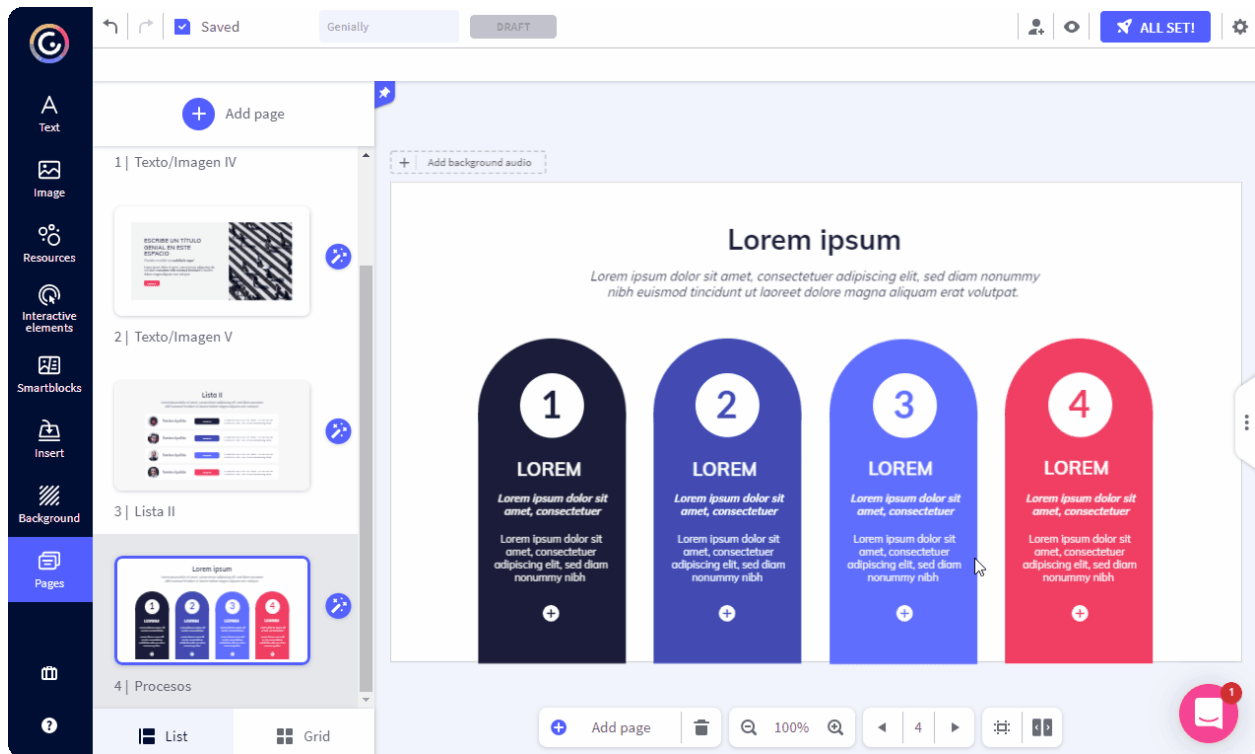 Saved
Genially
DRAFT
ALL SET!
Text
Image
Resources
Interactive
elements
Smartblocks
Insert
Background
Pages
Add page
1 | Texto/Imagen IV
ESCRIBE UN TÍTULO
GENIAL EN ESTE
ESPACIO
2 | Texto/Imagen V
Lista II
3 | Lista II
Lorem ipsum
1
2
3
4
LOREM
LOREM
LOREM
LOREM
4 | Procesos
List
Grid
Add background audio
Lorem ipsum
Lorem ipsum dolor sit amet, consectetuer adipiscing elit, sed diam nonummy
nibh euismod tincidunt ut laoreet dolore magna aliquam erat volutpat.
1
LOREM
Lorem ipsum dolor sit
amet, consectetuer
Lorem ipsum dolor sit
amet, consectetuer
adipiscing elit, sed diam
nonummy nibh
2
LOREM
Lorem ipsum dolor sit
amet, consectetuer
Lorem ipsum dolor sit
amet, consectetuer
adipiscing elit, sed diam
nonummy nibh
3
LOREM
Lorem ipsum dolor sit
amet, consectetuer
Lorem ipsum dolor sit
amet, consectetuer
adipiscing elit, sed diam
nonummy nibh
4
LOREM
Lorem ipsum dolor sit
amet, consectetuer
Lorem ipsum dolor sit
amet, consectetuer
adipiscing elit, sed diam
nonummy nibh
Add page
100%
4
1